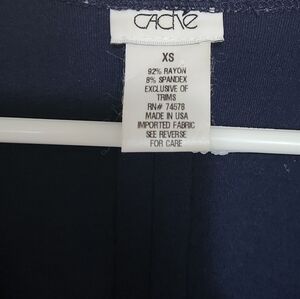 CACHÉ
XS
92% RAYON
8% SPANDEX
EXCLUSIVE OF
TRIMS
RN# 74578
MADE IN USA
IMPORTED FABRIC
SEE REVERSE
FOR CARE